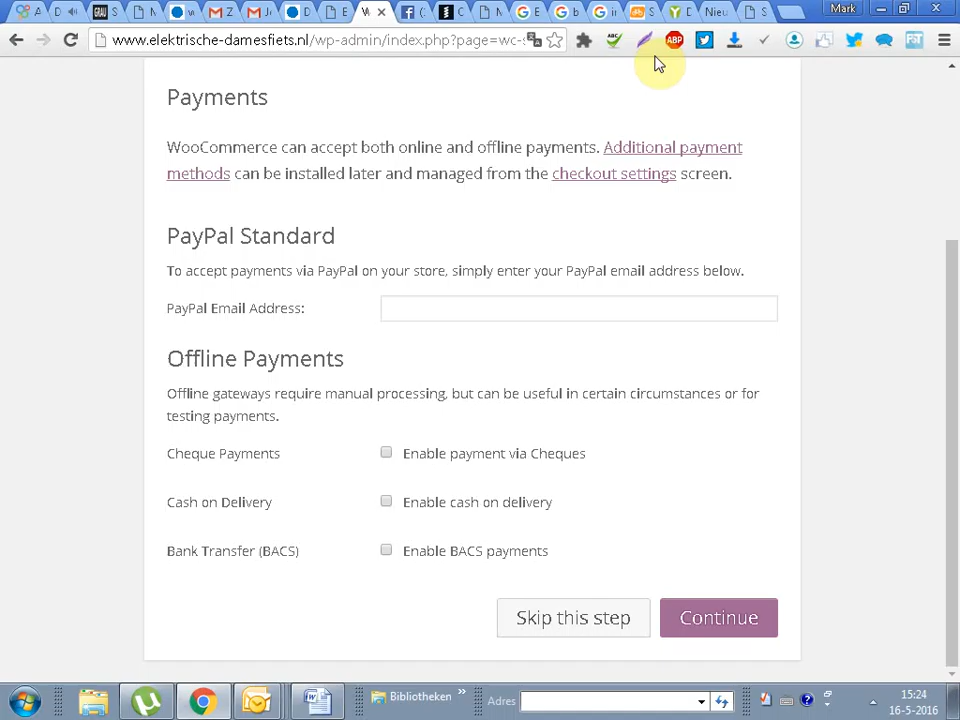 Mark
www.elektrische-damesfiets.nl/wp-admin/index.php?page=wc-s
Payments
WooCommerce can accept both online and offline payments. Additional payment
methods can be installed later and managed from the checkout settings screen.
PayPal Standard
To accept payments via PayPal on your store, simply enter your PayPal email address below.
PayPal Email Address:
Offline Payments
Offline gateways require manual processing, but can be useful in certain circumstances or for
testing payments.
Cheque Payments
Enable payment via Cheques
Cash on Delivery
Enable cash on delivery
Bank Transfer (BACS)
Enable BACS payments
Skip this step
Continue
Bibliotheken
Adres
15:24
16-5-2016